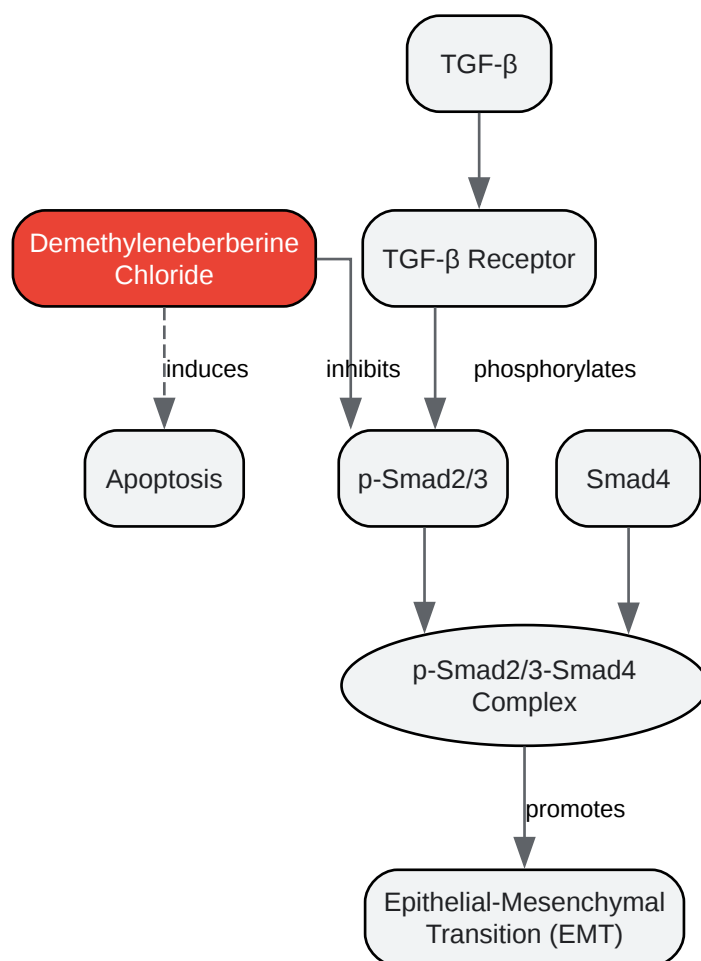 TGF-β
Demethyleneberberine
Chloride
TGF-β Receptor
induces
inhibits
phosphorylates
Apoptosis
p-Smad2/3
Smad4
p-Smad2/3-Smad4
Complex
promotes
Epithelial-Mesenchymal
Transition (EMT)